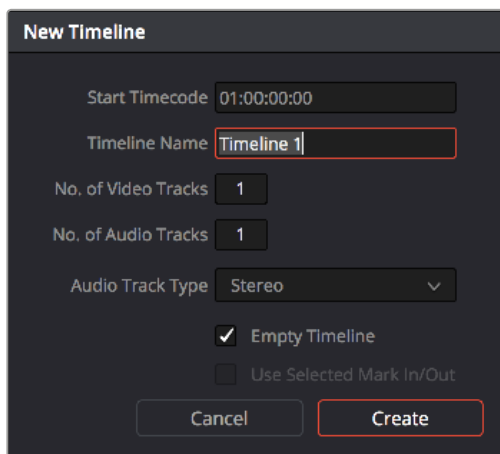 New Timeline
Start Timecode 01:00:00:00
Timeline Name Timeline 1
No. of Video Tracks 1
No. of Audio Tracks 1
Audio Track Type Stereo
Empty Timeline
Use Selected Mark In/Out
Cancel Create